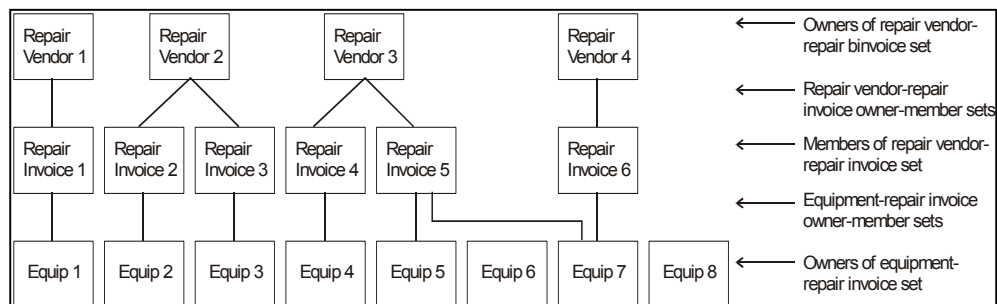 Repair
Vendor 1
Repair
Vendor 2
Repair
Vendor 3
Repair
Vendor 4
Owners of repair vendor-
repair binvoice set
Repair vendor-repair
invoice owner-member sets
Repair
Invoice 1
Repair
Invoice 2
Repair
Invoice 3
Repair
Invoice 4
Repair
Invoice 5
Repair
Invoice 6
Members of repair vendor-
repair invoice set
Equipment-repair invoice
owner-member sets
Equip 1
Equip 2
Equip 3
Equip 4
Equip 5
Equip 6
Equip 7
Equip 8
Owners of equipment-
repair invoice set